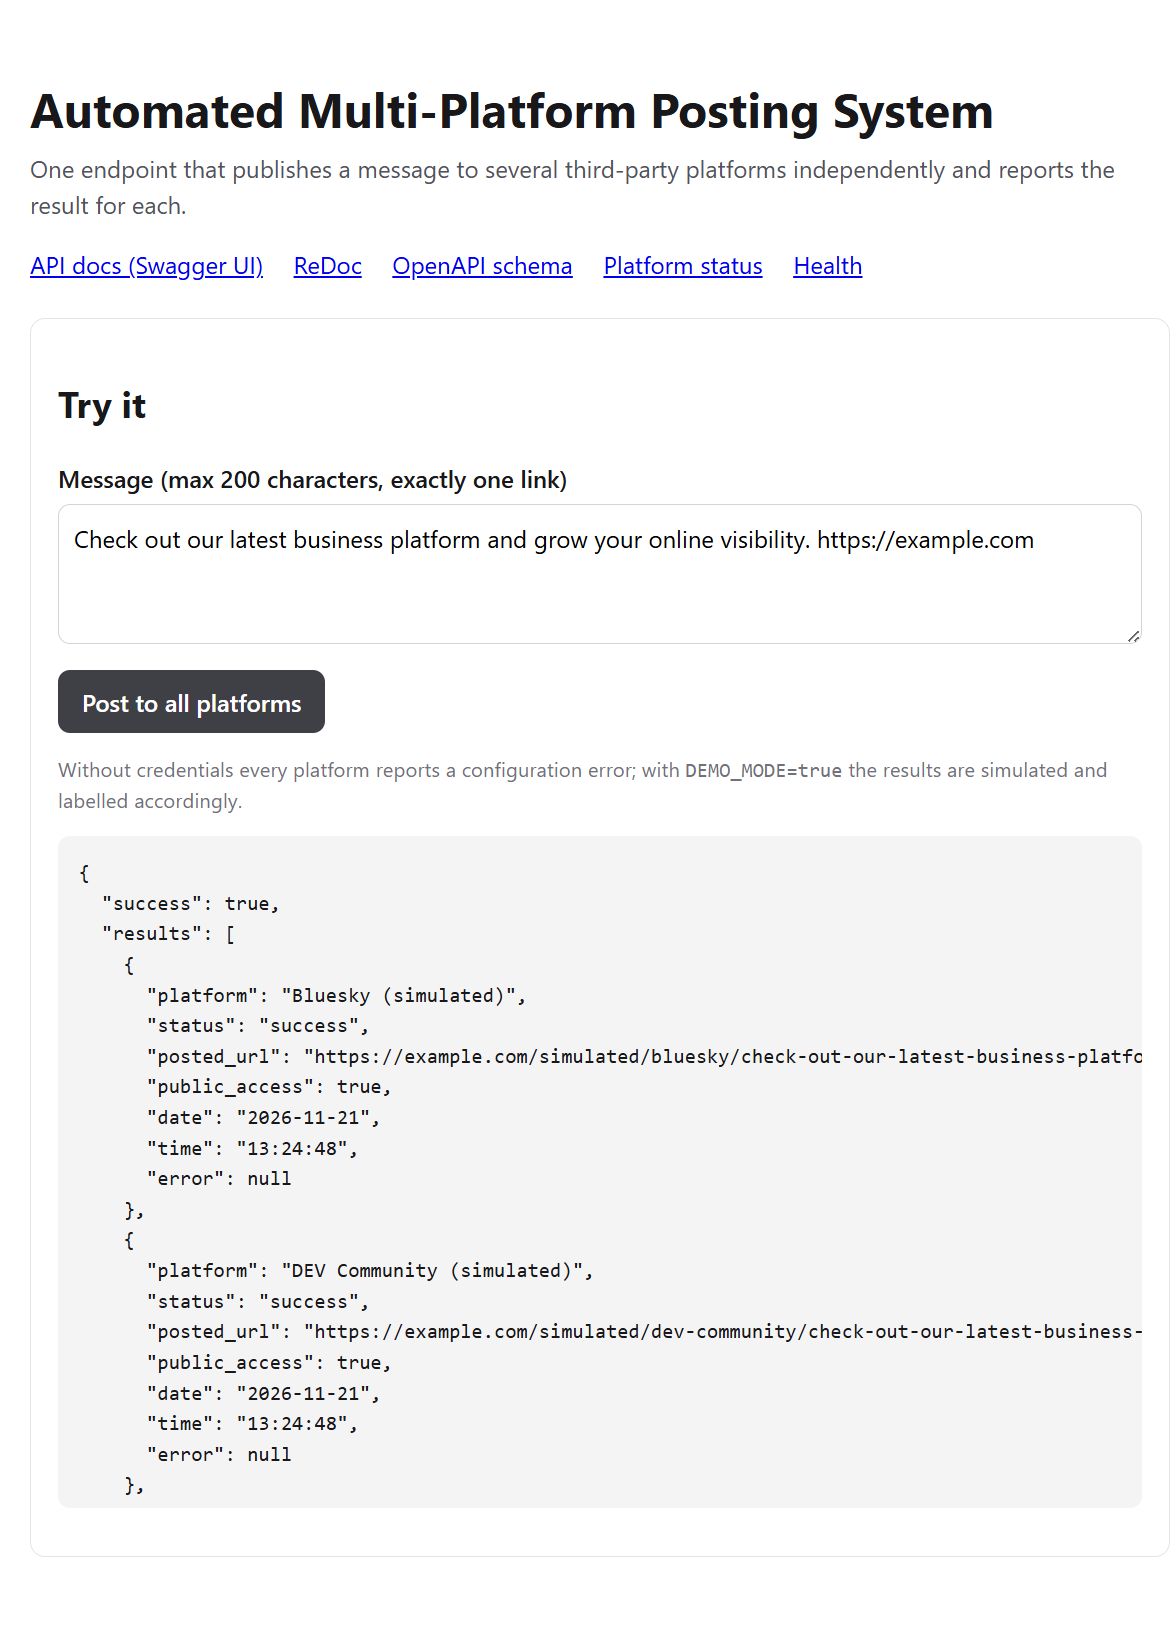 Automated Multi-Platform Posting System
One endpoint that publishes a message to several third-party platforms independently and reports the
result for each.
API docs (Swagger UI) ReDoc OpenAPI schema Platform status Health
Try it
Message (max 200 characters, exactly one link)
Check out our latest business platform and grow your online visibility. https://example.com
Post to all platforms
Without credentials every platform reports a configuration error; with DEMO_MODE=true the results are simulated and
labelled accordingly.
{
  "success": true,
  "results": [
    {
      "platform": "Bluesky (simulated)",
      "status": "success",
      "posted_url": "https://example.com/simulated/bluesky/check-out-our-latest-business-platfo
      "public_access": true,
      "date": "2026-11-21",
      "time": "13:24:48",
      "error": null
    },
    {
      "platform": "DEV Community (simulated)",
      "status": "success",
      "posted_url": "https://example.com/simulated/dev-community/check-out-our-latest-business-
      "public_access": true,
      "date": "2026-11-21",
      "time": "13:24:48",
      "error": null
    },